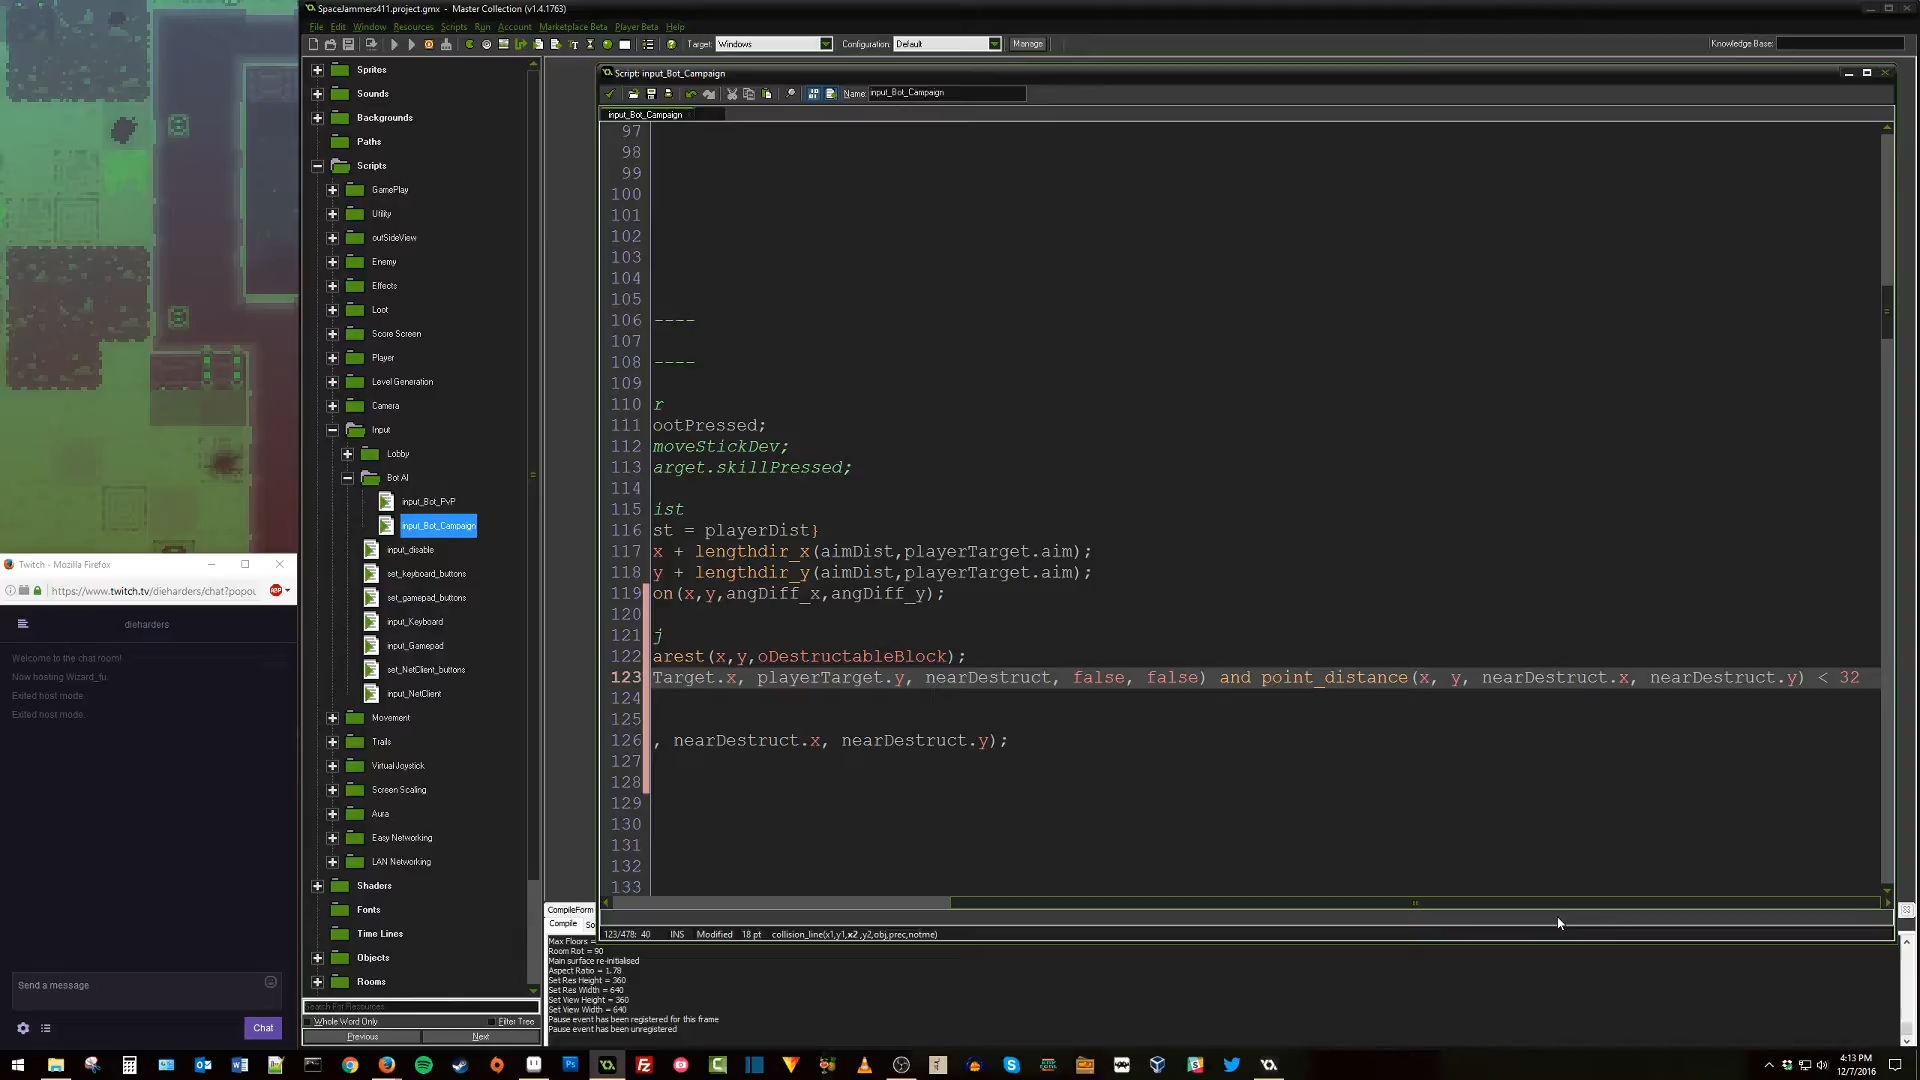 SpaceJammers411.project.gmx - Master Collection (v1.4.1763)
File Edit Window Resources Scripts Run Account Marketplace Beta Player Beta Help
Target: Windows Configuration: Default Manage Knowledge Base:
Sprites
Sounds
Backgrounds
Paths
Scripts
GamePlay
Utility
outSideView
Enemy
Effects
Loot
Score Screen
Player
Level Generation
Camera
Input
Lobby
Bot AI
input_Bot_PvP
input_Bot_Campaign
input_disable
set_keyboard_buttons
set_gamepad_buttons
input_Keyboard
input_Gamepad
set_NetClient_buttons
input_NetClient
Movement
Trails
Virtual Joystick
Screen Scaling
Aura
Easy Networking
LAN Networking
Shaders
Fonts
Time Lines
Objects
Rooms
Search For Resources
Whole Word Only Filter Tree
Previous Next
Script: input_Bot_Campaign
Name: input_Bot_Campaign
input_Bot_Campaign
97
98
99
100
101
102
103
104
105
106 ----
107
108 ----
109
110 r
111 ootPressed;
112 moveStickDev;
113 arget.skillPressed;
114
115 ist
116 st = playerDist}
117 x + lengthdir_x(aimDist,playerTarget.aim);
118 y + lengthdir_y(aimDist,playerTarget.aim);
119 on(x,y,angDiff_x,angDiff_y);
120
121 j
122 arest(x,y,oDestructableBlock);
123 Target.x, playerTarget.y, nearDestruct, false, false) and point_distance(x, y, nearDestruct.x, nearDestruct.y) < 32
124
125
126 , nearDestruct.x, nearDestruct.y);
127
128
129
130
131
132
133
123/478: 40 INS Modified 18 pt collision_line(x1,y1,x2,y2,obj,prec,notme)
CompileForm
Compile So
Max Floors =
Room Rot = 90
Main surface re-initialised
Aspect Ratio = 1.78
Set Res Height = 360
Set Res Width = 640
Set View Height = 360
Set View Width = 640
Pause event has been registered for this frame
Pause event has been unregistered
Twitch - Mozilla Firefox
https://www.twitch.tv/dieharders/chat?popou
ABP
dieharders
Welcome to the chat room!
Now hosting Wizard_fu.
Exited host mode.
Exited host mode.
Send a message
Chat
4:13 PM
12/7/2016